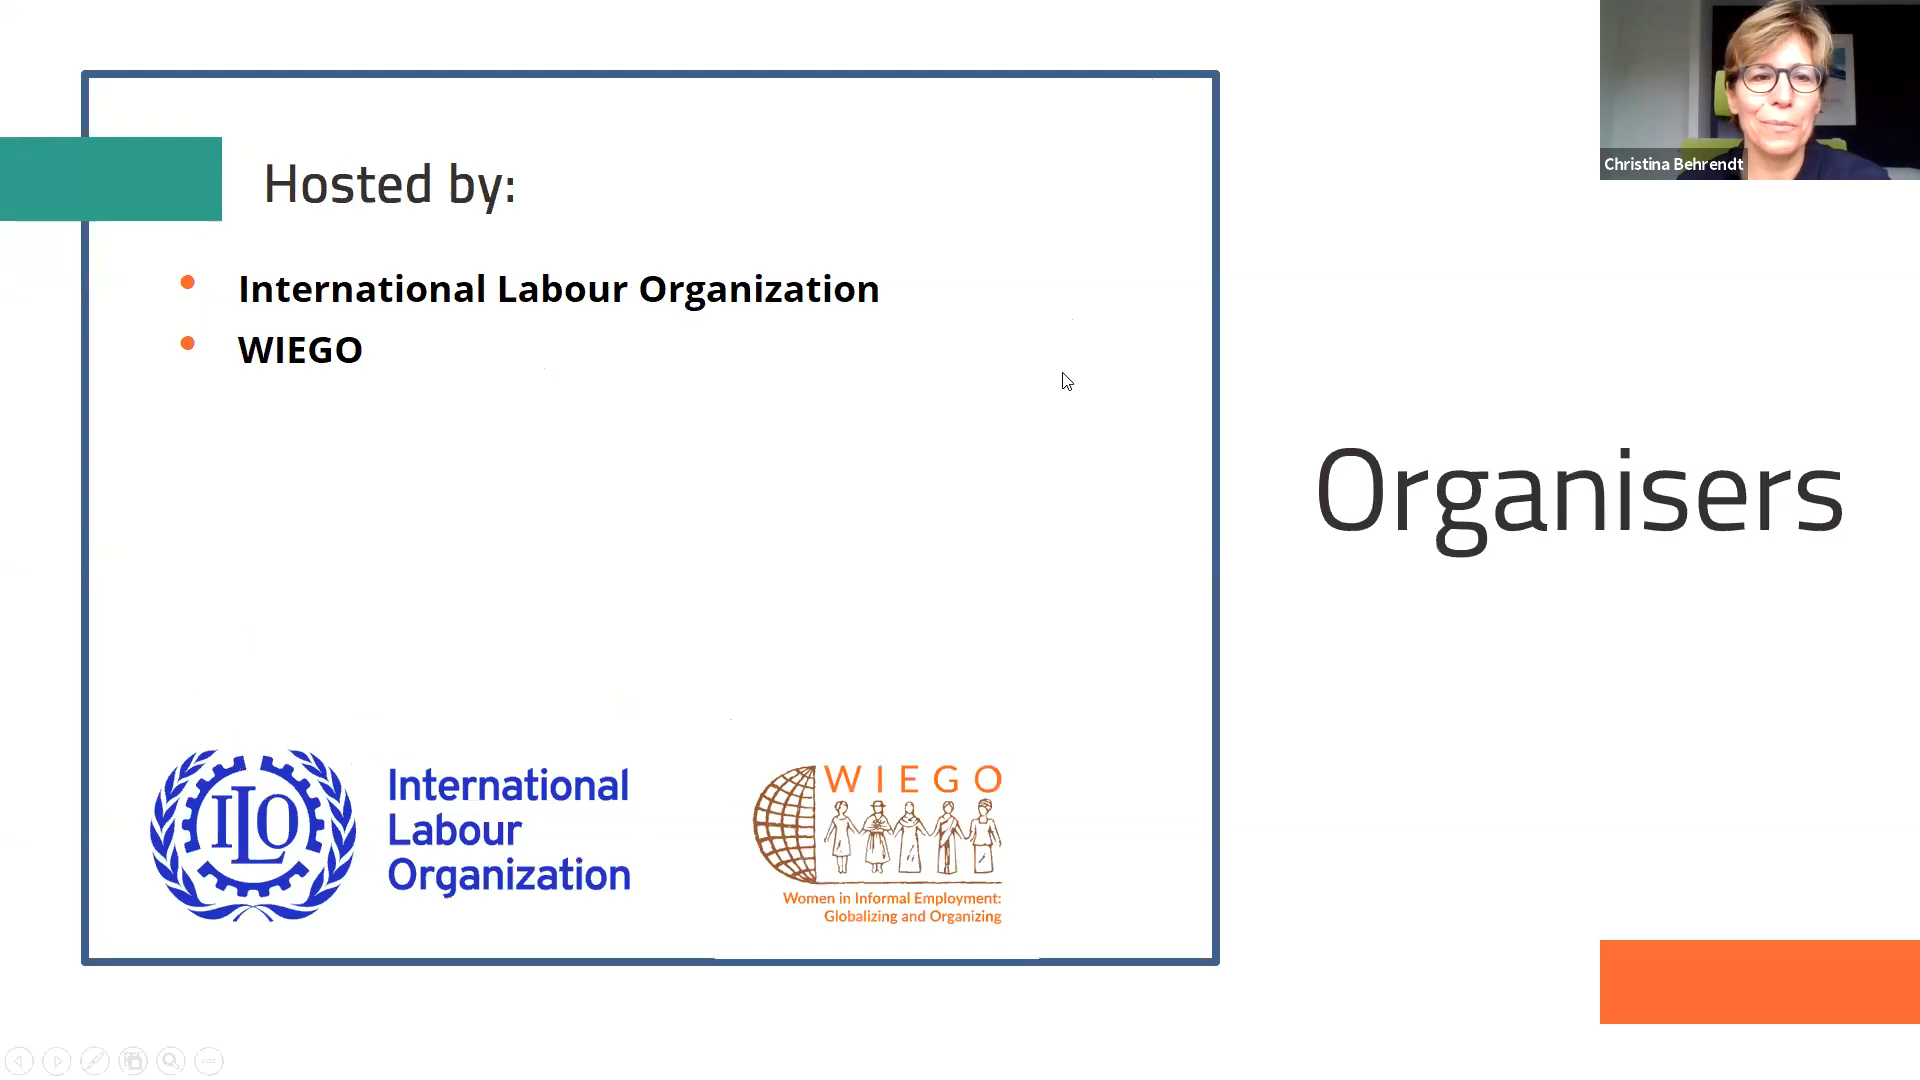 Hosted by:
• International Labour Organization
• WIEGO
Organisers
Christina Behrendt
ILO
International
Labour
Organization
WIEGO
Women in Informal Employment:
Globalizing and Organizing